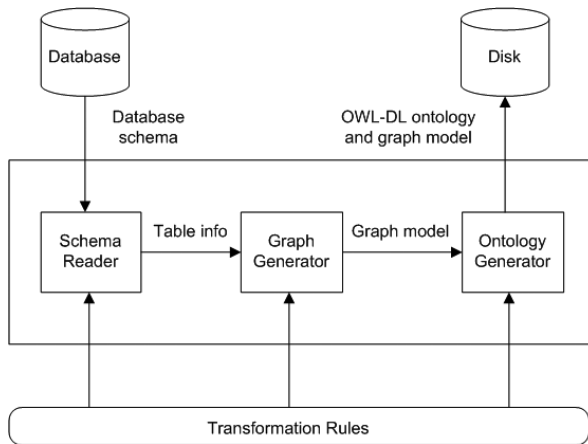 Database
Disk
Database
schema
OWL-DL ontology
and graph model
Schema
Reader
Table info
Graph
Generator
Graph model
Ontology
Generator
Transformation Rules